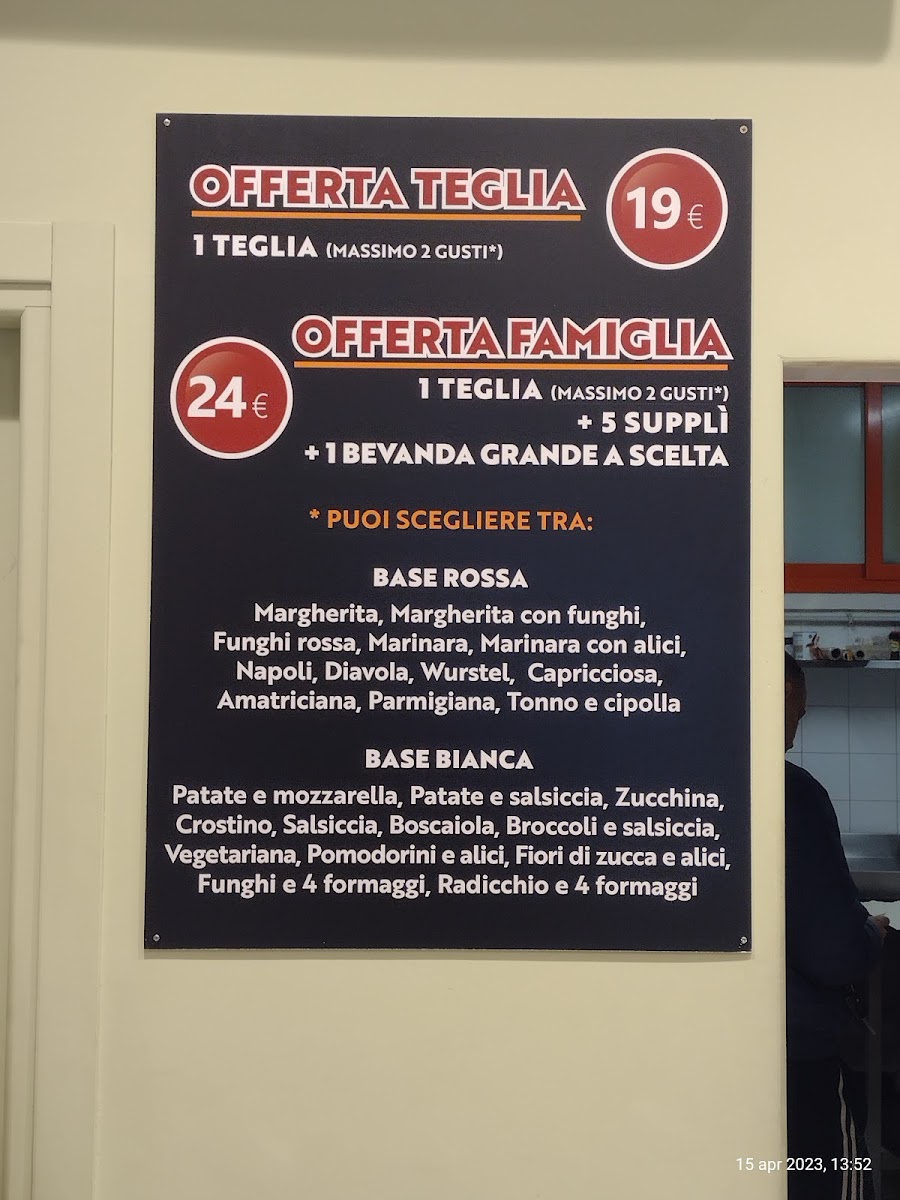 OFFERTA TEGLIA
19 €
1 TEGLIA (MASSIMO 2 GUSTI*)
OFFERTA FAMIGLIA
24 €
1 TEGLIA (MASSIMO 2 GUSTI*)
+ 5 SUPPLÌ
+ 1 BEVANDA GRANDE A SCELTA
* PUOI SCEGLIERE TRA:
BASE ROSSA
Margherita, Margherita con funghi,
Funghi rossa, Marinara, Marinara con alici,
Napoli, Diavola, Wurstel, Capricciosa,
Amatriciana, Parmigiana, Tonno e cipolla
BASE BIANCA
Patate e mozzarella, Patate e salsiccia, Zucchina,
Crostino, Salsiccia, Boscaiola, Broccoli e salsiccia,
Vegetariana, Pomodorini e alici, Fiori di zucca e alici,
Funghi e 4 formaggi, Radicchio e 4 formaggi
15 apr 2023, 13:52